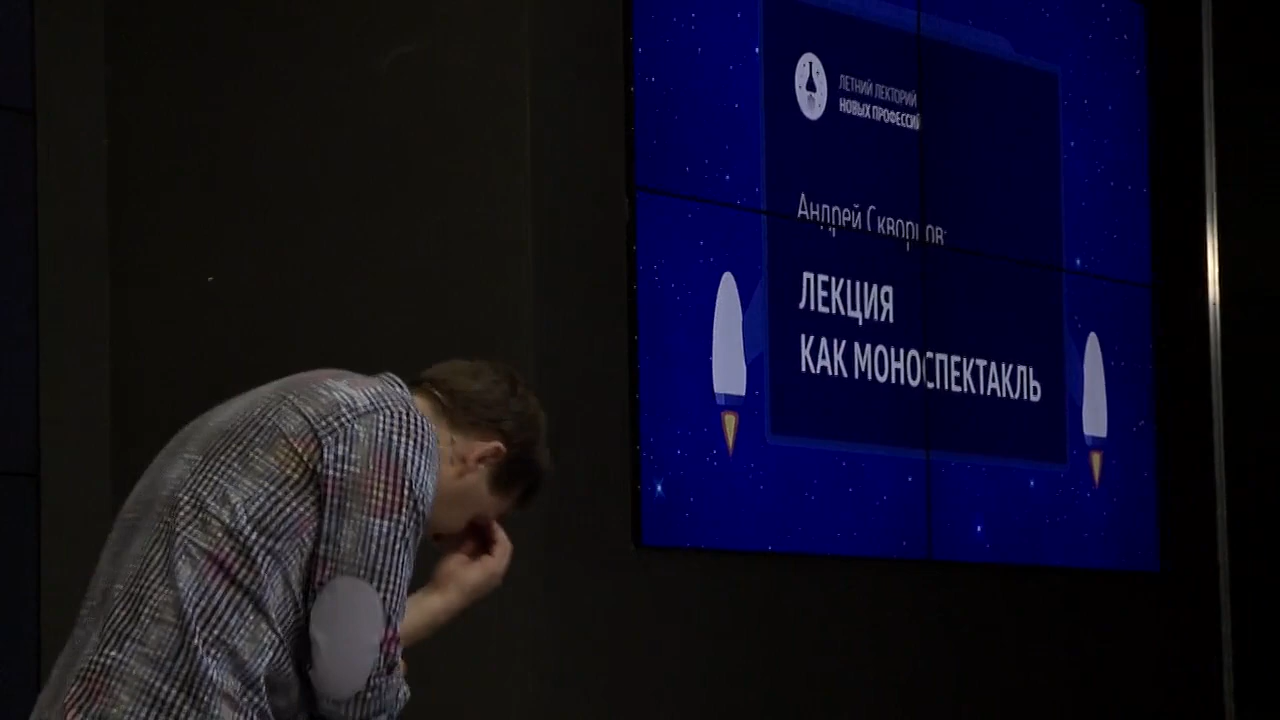 ЛЕТНИЙ ЛЕКТОРИЙ
НОВЫХ ПРОФЕССИЙ
Андрей Скворцов:
ЛЕКЦИЯ
КАК МОНОСПЕКТАКЛЬ